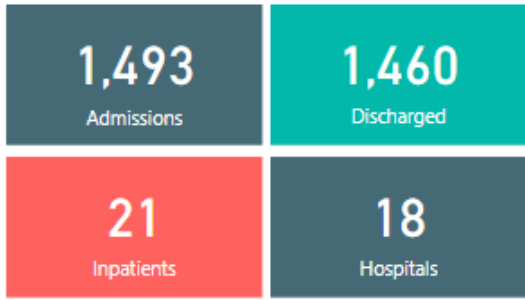 1,493
Admissions
1,460
Discharged
21
Inpatients
18
Hospitals